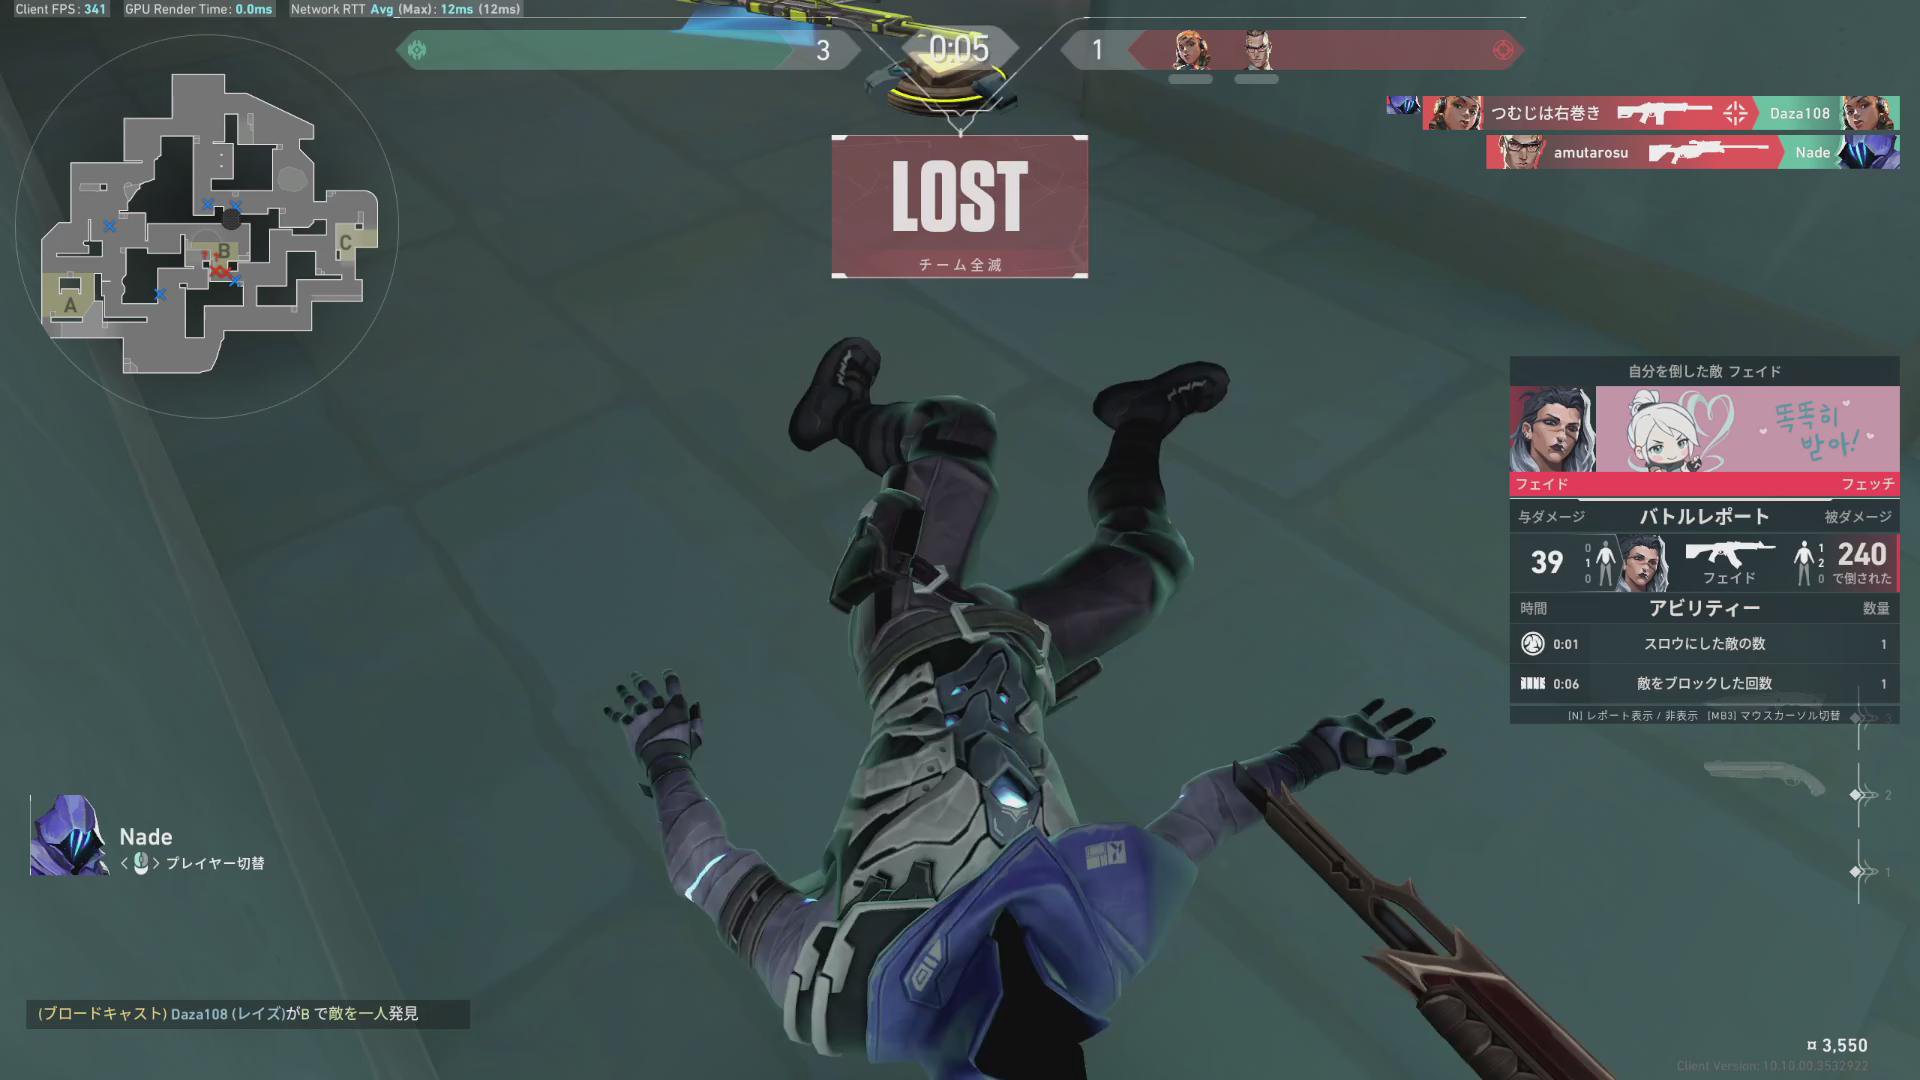 Client FPS: 341 GPU Render Time: 0.0ms Network RTT Avg (Max): 12ms (12ms)
3 0:05 1
LOST
チーム全滅
つむじは右巻き Daza108
amutarosu Nade
A B C
自分を倒した敵 フェイド
똑똑히
받아!
フェイド フェッチ
与ダメージ バトルレポート 被ダメージ
39 0 1 0 フェイド 1 2 0 240 で倒された
時間 アビリティー 数量
0:01 スロウにした敵の数 1
0:06 敵をブロックした回数 1
[N] レポート表示 / 非表示 [MB3] マウスカーソル切替
3
2
1
Nade
プレイヤー切替
(ブロードキャスト) Daza108 (レイズ)がB で敵を一人発見
¤ 3,550
Client Version: 10.10.00.3532922